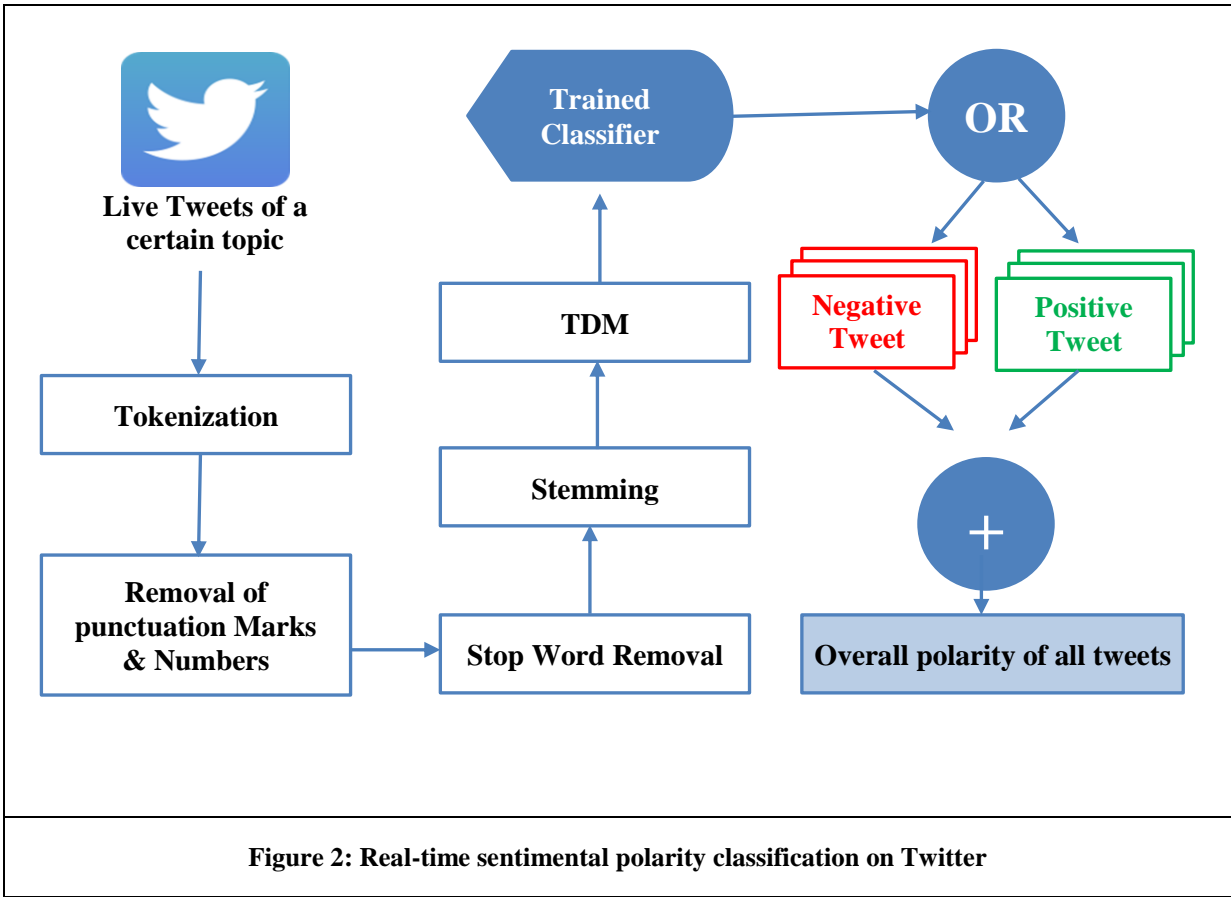 Live Tweets of a
certain topic
Tokenization
Removal of
punctuation Marks
& Numbers
Stop Word Removal
Stemming
TDM
Trained
Classifier
OR
Negative
Tweet
Positive
Tweet
+
Overall polarity of all tweets
Figure 2: Real-time sentimental polarity classification on Twitter